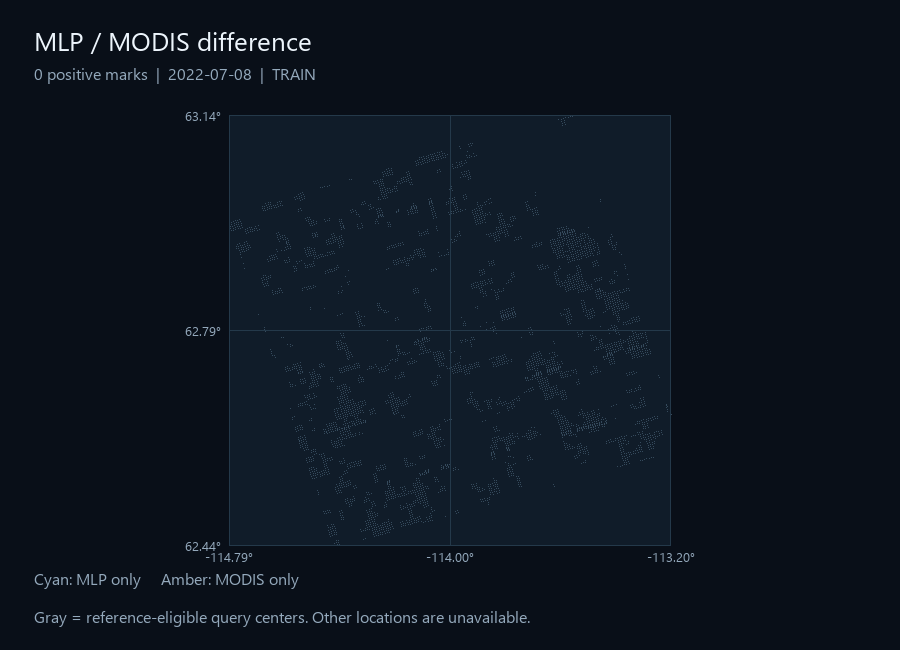 MLP / MODIS difference
0 positive marks | 2022-07-08 | TRAIN
63.14°
62.79°
62.44°
-114.79° -114.00° -113.20°
Cyan: MLP only Amber: MODIS only
Gray = reference-eligible query centers. Other locations are unavailable.